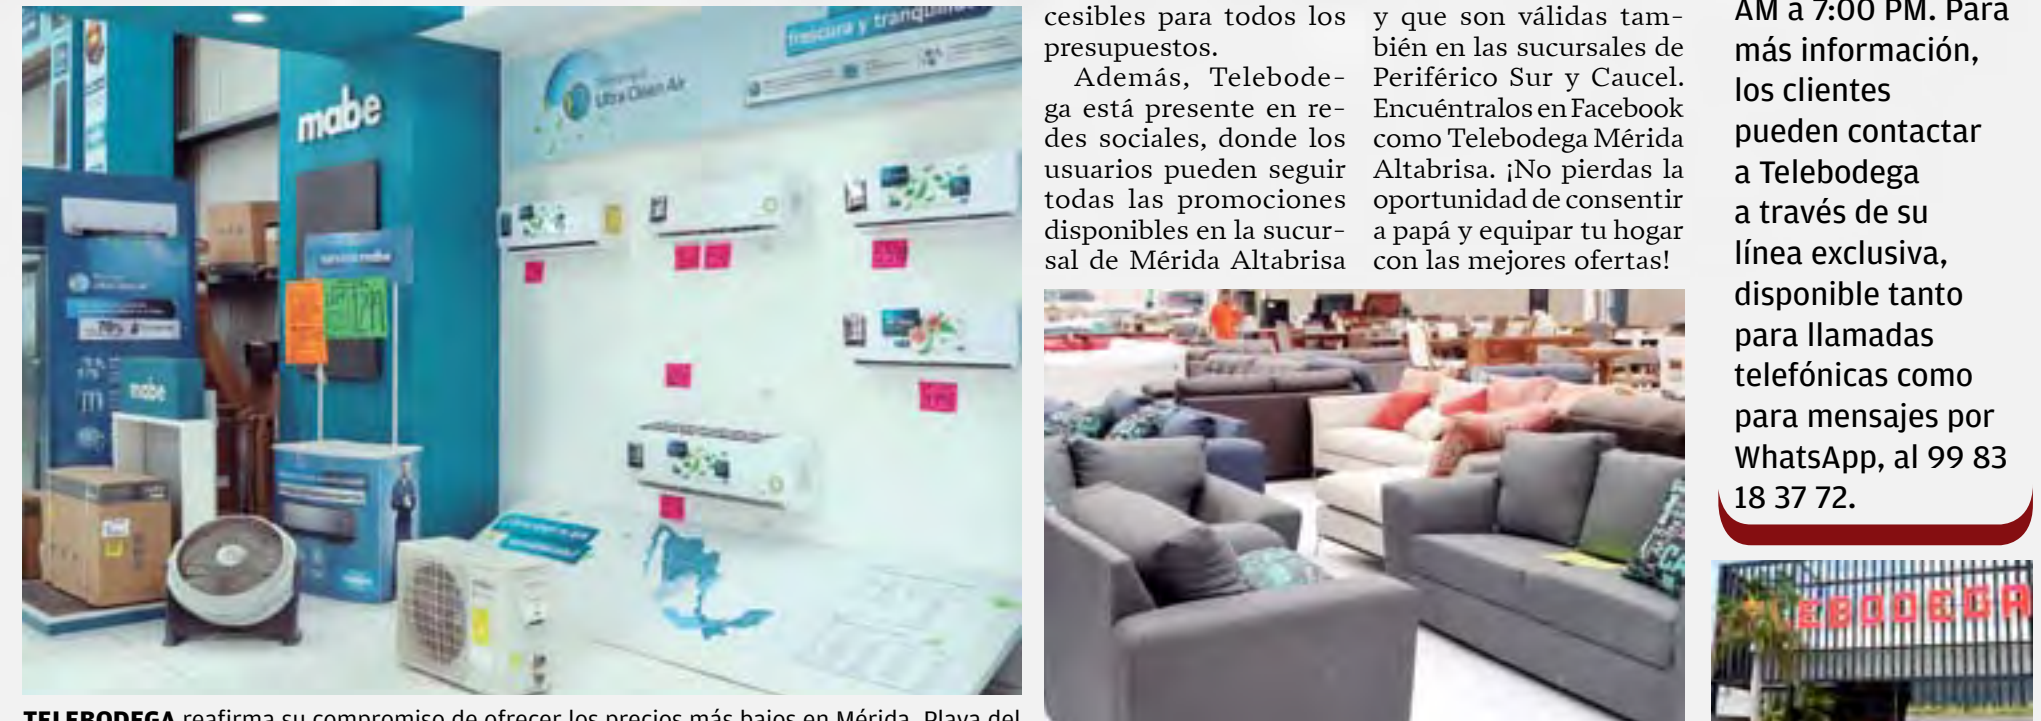 cesibles para todos los
presupuestos.
Además, Telebode-
ga está presente en re-
des sociales, donde los
usuarios pueden seguir
todas las promociones
disponibles en la sucur-
sal de Mérida Altabrisa
y que son válidas tam-
bién en las sucursales de
Periférico Sur y Caucel.
Encuéntralos en Facebook
como Telebodega Mérida
Altabrisa. ¡No pierdas la
oportunidad de consentir
a papá y equipar tu hogar
con las mejores ofertas!
AM a 7:00 PM. Para
más información,
los clientes
pueden contactar
a Telebodega
a través de su
línea exclusiva,
disponible tanto
para llamadas
telefónicas como
para mensajes por
WhatsApp, al 99 83
18 37 72.
frescura y tranquilidad
Ultra Clean Air
mabe
mabe
LEBODEGA
TELEBODEGA reafirma su compromiso de ofrecer los precios más bajos en Mérida, Playa del